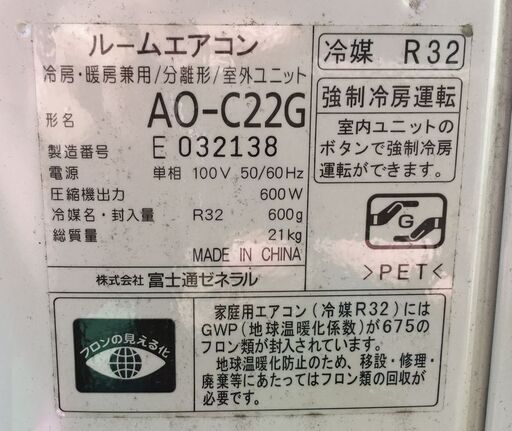 ルームエアコン
冷房・暖房兼用/分離形/室外ユニット
形名 AO-C22G
製造番号 E 032138
電源 単相 100V 50/60Hz
圧縮機出力 600W
冷媒名・封入量 R32 600g
総質量 21kg
MADE IN CHINA
株式会社 富士通ゼネラル
冷媒 R32
強制冷房運転
室内ユニットの
ボタンで強制冷房
運転ができます。
G
>PET<
フロンの見える化
家庭用エアコン(冷媒R32)には
GWP(地球温暖化係数)が675の
フロン類が封入されています。
地球温暖化防止のため、移設・修理・
廃棄等にあたってはフロン類の回収が
必要です。